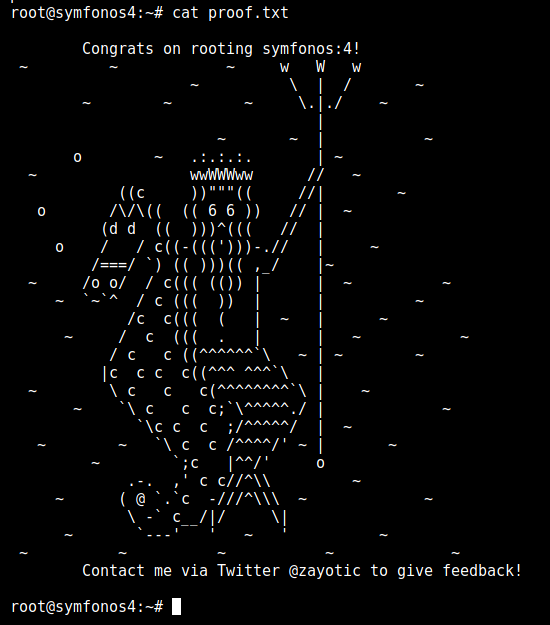 root@symfonos4:~# cat proof.txt
Congrats on rooting symfonos:4!
Contact me via Twitter @zayotic to give feedback!
root@symfonos4:~#